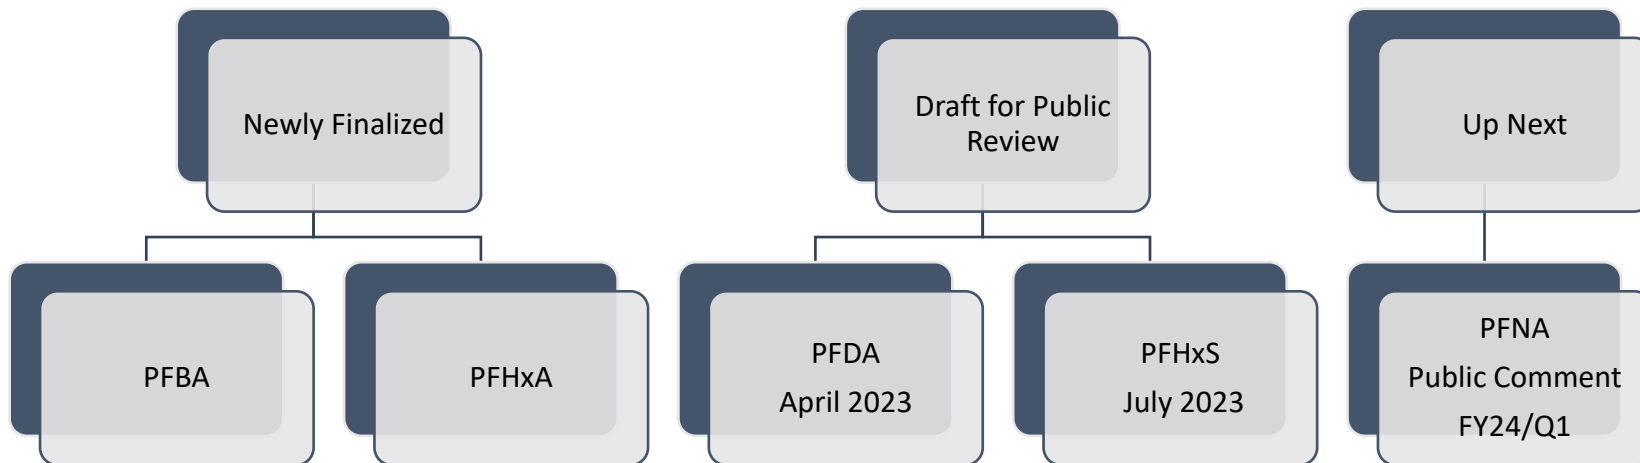 Newly Finalized
Draft for Public
Review
Up Next
PFBA
PFHxA
PFDA
April 2023
PFHxS
July 2023
PFNA
Public Comment
FY24/Q1